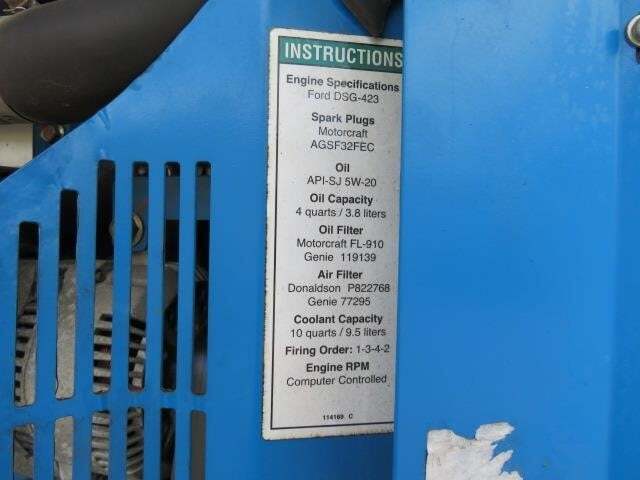 INSTRUCTIONS
Engine Specifications
Ford DSG-423
Spark Plugs
Motorcraft
AGSF32FEC
Oil
API-SJ 5W-20
Oil Capacity
4 quarts / 3.8 liters
Oil Filter
Motorcraft FL-910
Genie 119139
Air Filter
Donaldson P822768
Genie 77295
Coolant Capacity
10 quarts / 9.5 liters
Firing Order: 1-3-4-2
Engine RPM
Computer Controlled
114169 C